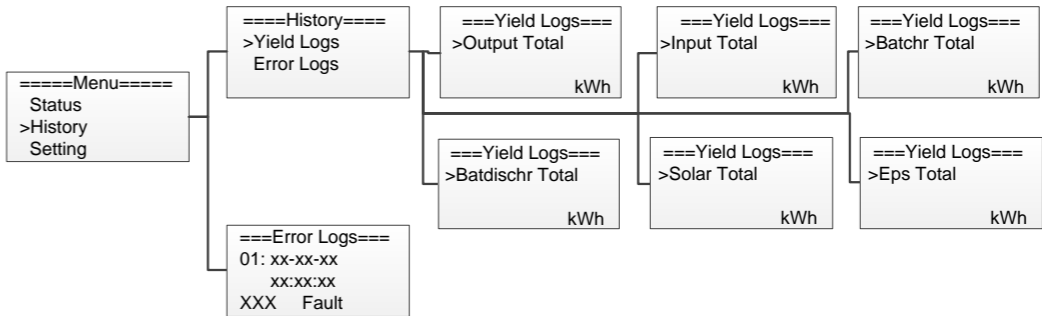 =====Menu=====
Status
>History
Setting
====History====
>Yield Logs
Error Logs
===Yield Logs===
>Output Total
kWh
===Yield Logs===
>Input Total
kWh
===Yield Logs===
>Batchr Total
kWh
===Yield Logs===
>Batdischr Total
kWh
===Yield Logs===
>Solar Total
kWh
===Yield Logs===
>Eps Total
kWh
===Error Logs===
01: xx-xx-xx
xx:xx:xx
XXX Fault